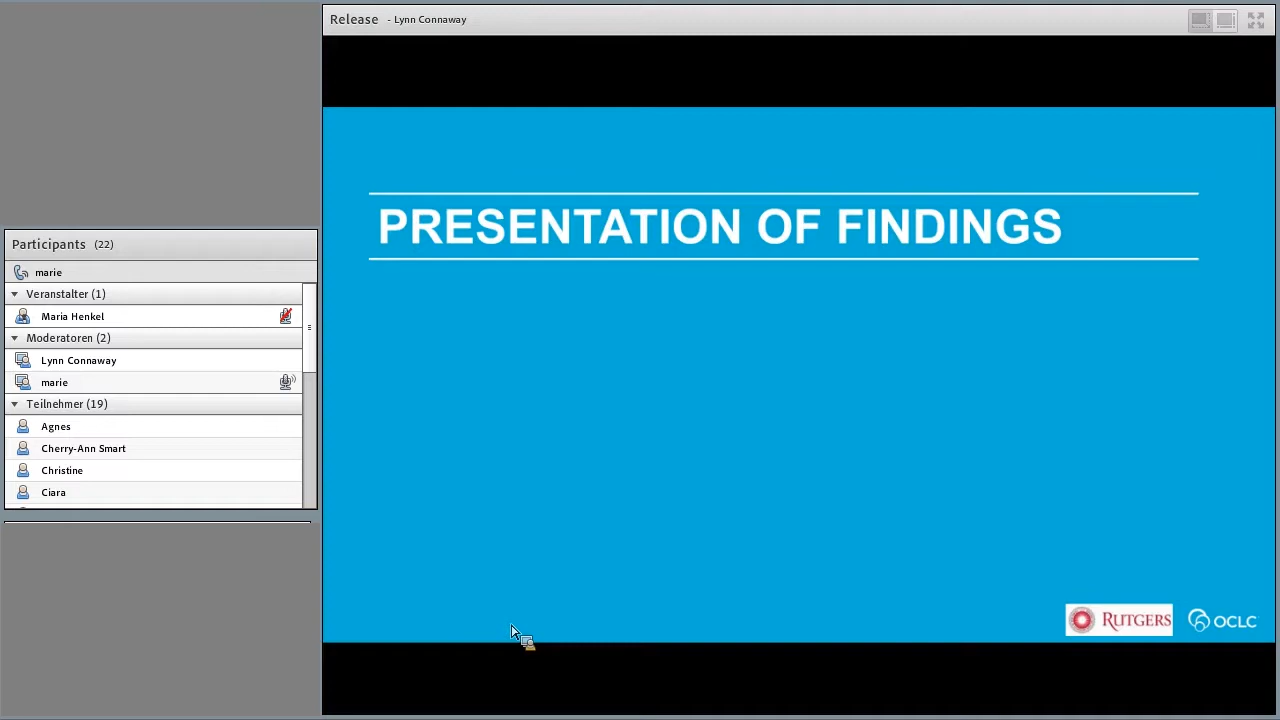 Release - Lynn Connaway
PRESENTATION OF FINDINGS
RUTGERS
OCLC
Participants (22)
marie
Veranstalter (1)
Maria Henkel
Moderatoren (2)
Lynn Connaway
marie
Teilnehmer (19)
Agnes
Cherry-Ann Smart
Christine
Ciara